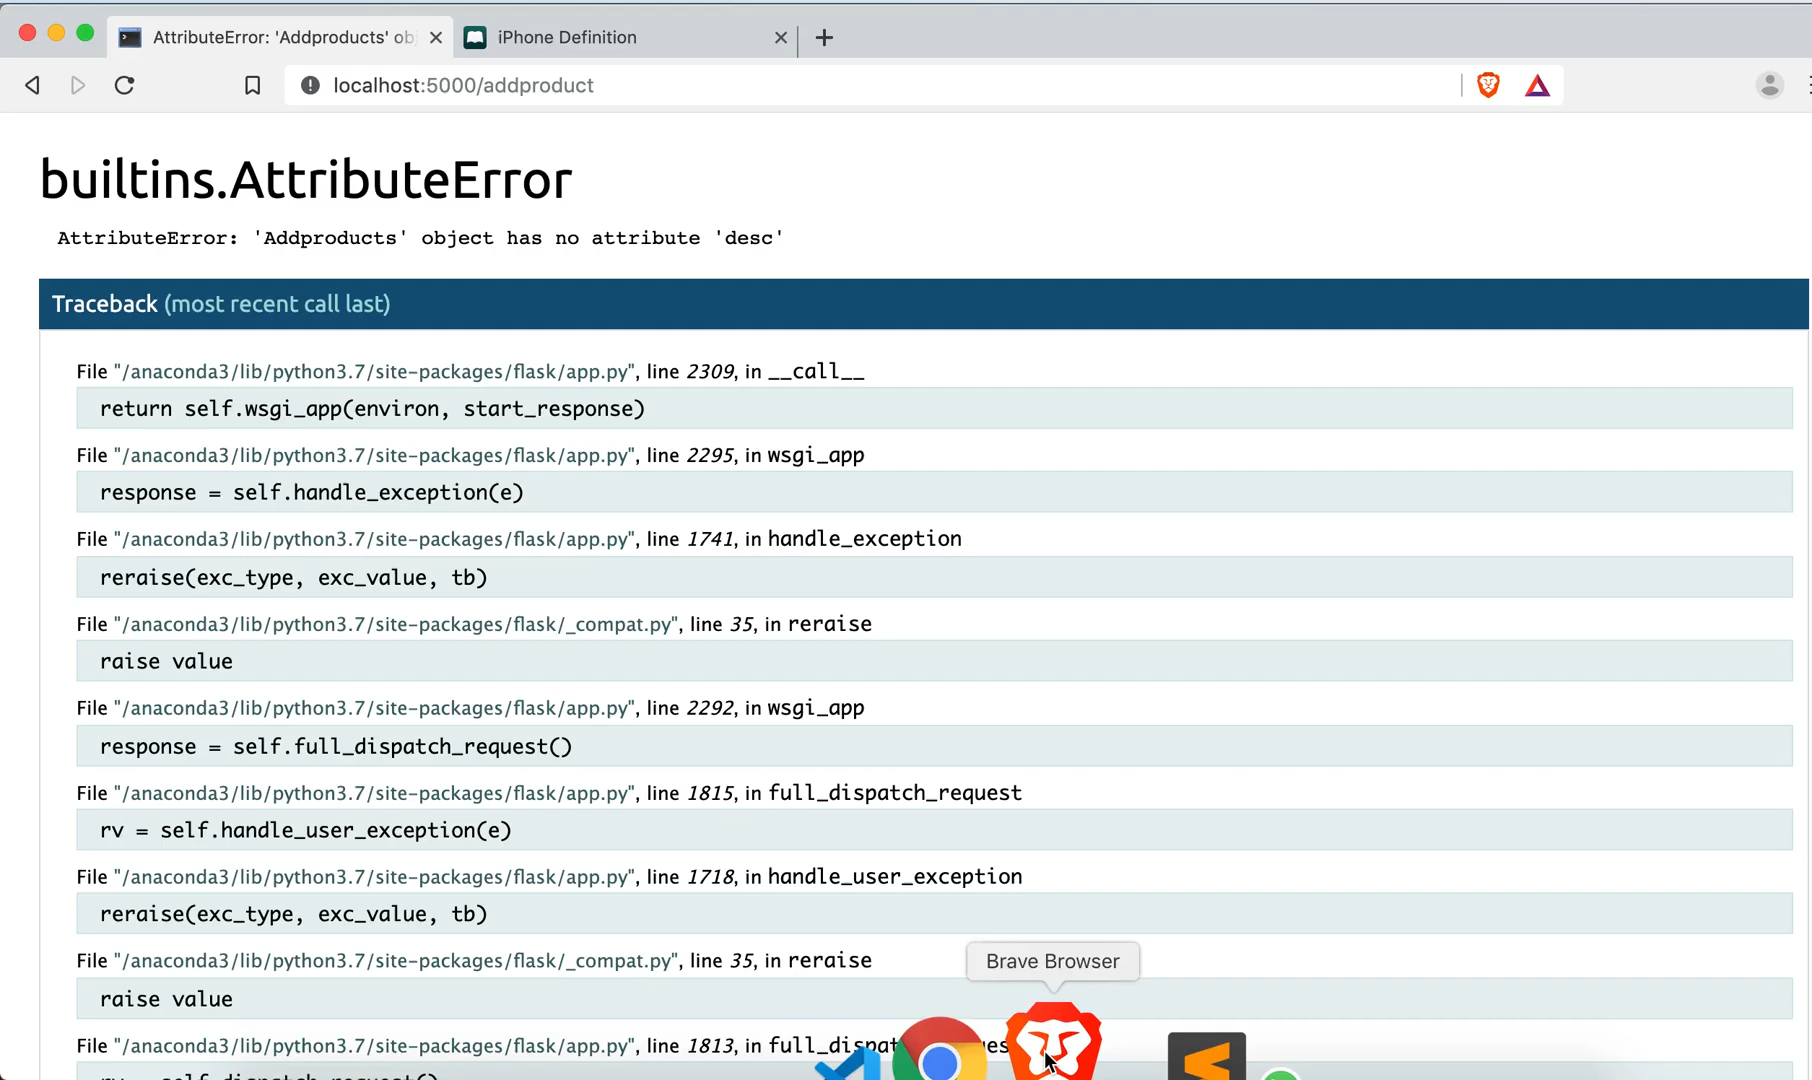 AttributeError: 'Addproducts' ob
iPhone Definition
localhost:5000/addproduct
builtins.AttributeError
AttributeError: 'Addproducts' object has no attribute 'desc'
Traceback (most recent call last)
File "/anaconda3/lib/python3.7/site-packages/flask/app.py", line 2309, in __call__
return self.wsgi_app(environ, start_response)
File "/anaconda3/lib/python3.7/site-packages/flask/app.py", line 2295, in wsgi_app
response = self.handle_exception(e)
File "/anaconda3/lib/python3.7/site-packages/flask/app.py", line 1741, in handle_exception
reraise(exc_type, exc_value, tb)
File "/anaconda3/lib/python3.7/site-packages/flask/_compat.py", line 35, in reraise
raise value
File "/anaconda3/lib/python3.7/site-packages/flask/app.py", line 2292, in wsgi_app
response = self.full_dispatch_request()
File "/anaconda3/lib/python3.7/site-packages/flask/app.py", line 1815, in full_dispatch_request
rv = self.handle_user_exception(e)
File "/anaconda3/lib/python3.7/site-packages/flask/app.py", line 1718, in handle_user_exception
reraise(exc_type, exc_value, tb)
File "/anaconda3/lib/python3.7/site-packages/flask/_compat.py", line 35, in reraise
Brave Browser
raise value
File "/anaconda3/lib/python3.7/site-packages/flask/app.py", line 1813, in
rv = self.dispatch_request()